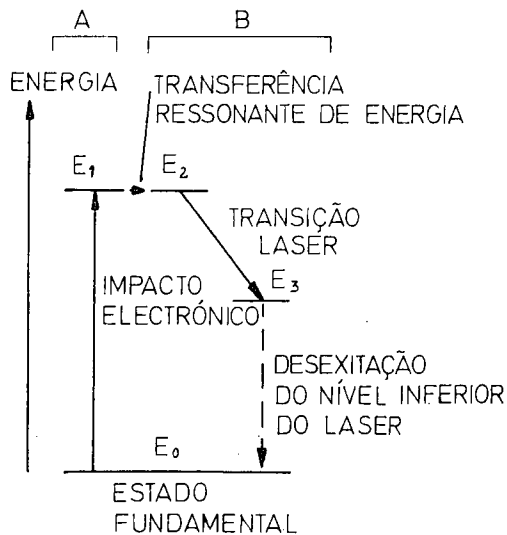 A
B
ENERGIA
TRANSFERÊNCIA
RESSONANTE DE ENERGIA
E₁
E₂
TRANSIÇÃO
LASER
E₃
IMPACTO
ELECTRÓNICO
DESEXITAÇÃO
DO NÍVEL INFERIOR
DO LASER
E₀
ESTADO
FUNDAMENTAL